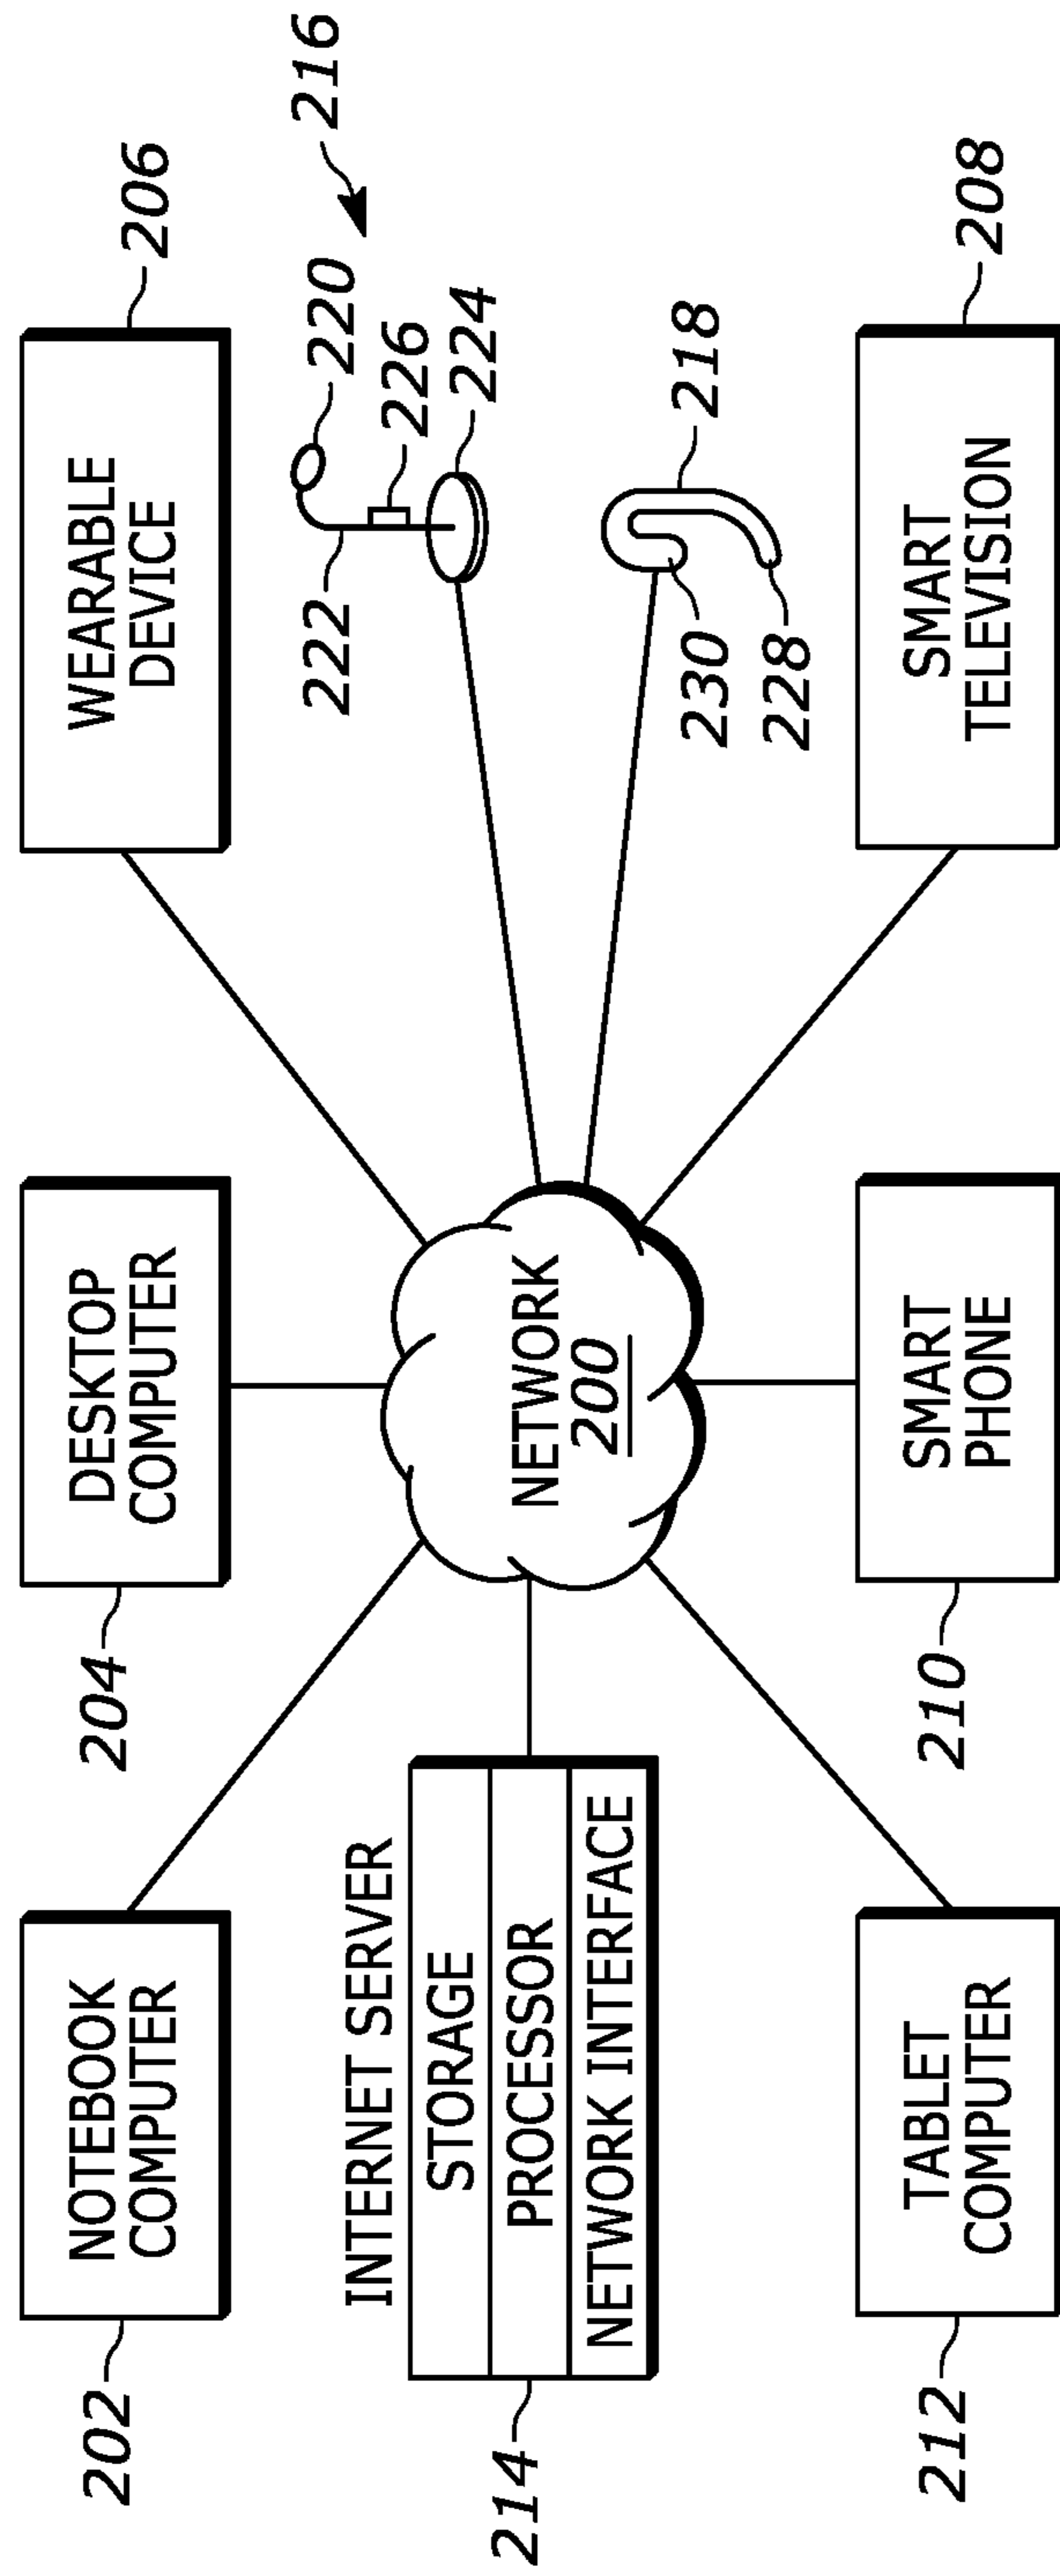 NOTEBOOK
COMPUTER
202
DESKTOP
COMPUTER
204
WEARABLE
DEVICE
206
INTERNET SERVER
STORAGE
PROCESSOR
NETWORK INTERFACE
214
NETWORK
200
216
220
222
226
224
218
230
228
TABLET
COMPUTER
212
SMART
PHONE
210
SMART
TELEVISION
208